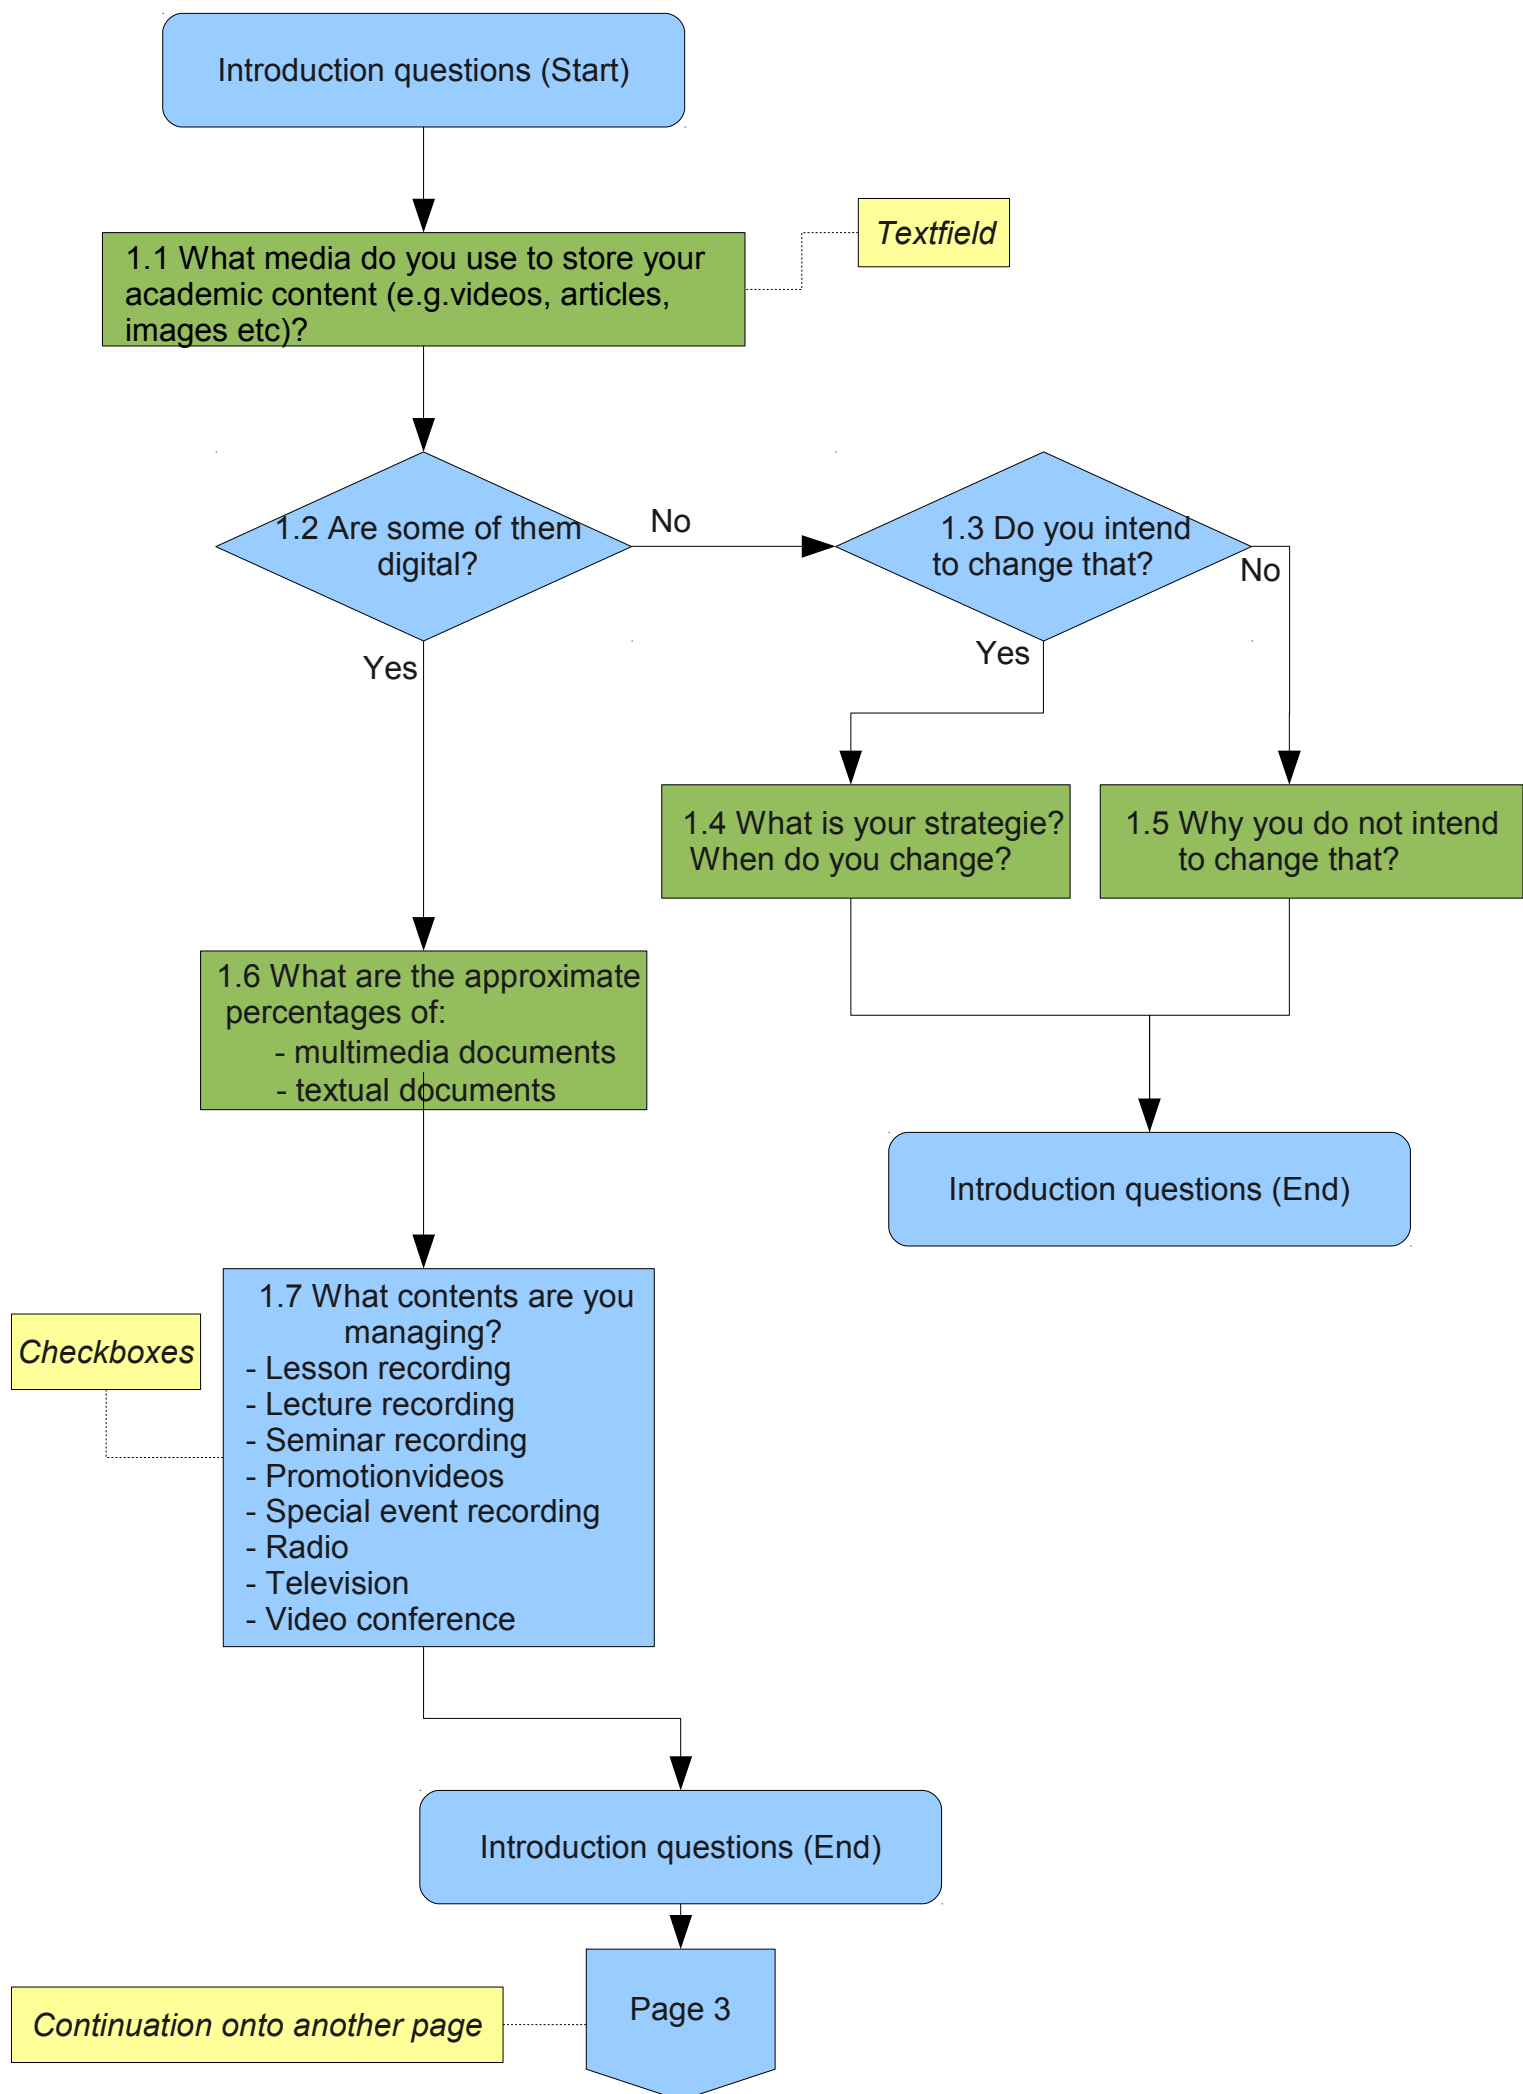 Introduction questions (Start)
Textfield
1.1 What media do you use to store your
academic content (e.g.videos, articles,
images etc)?
1.2 Are some of them
digital?
No
1.3 Do you intend
to change that?
No
Yes
Yes
1.4 What is your strategie?
When do you change?
1.5 Why you do not intend
to change that?
1.6 What are the approximate
percentages of:
- multimedia documents
- textual documents
Introduction questions (End)
1.7 What contents are you
managing?
- Lesson recording
- Lecture recording
- Seminar recording
- Promotionvideos
- Special event recording
- Radio
- Television
- Video conference
Checkboxes
Introduction questions (End)
Page 3
Continuation onto another page